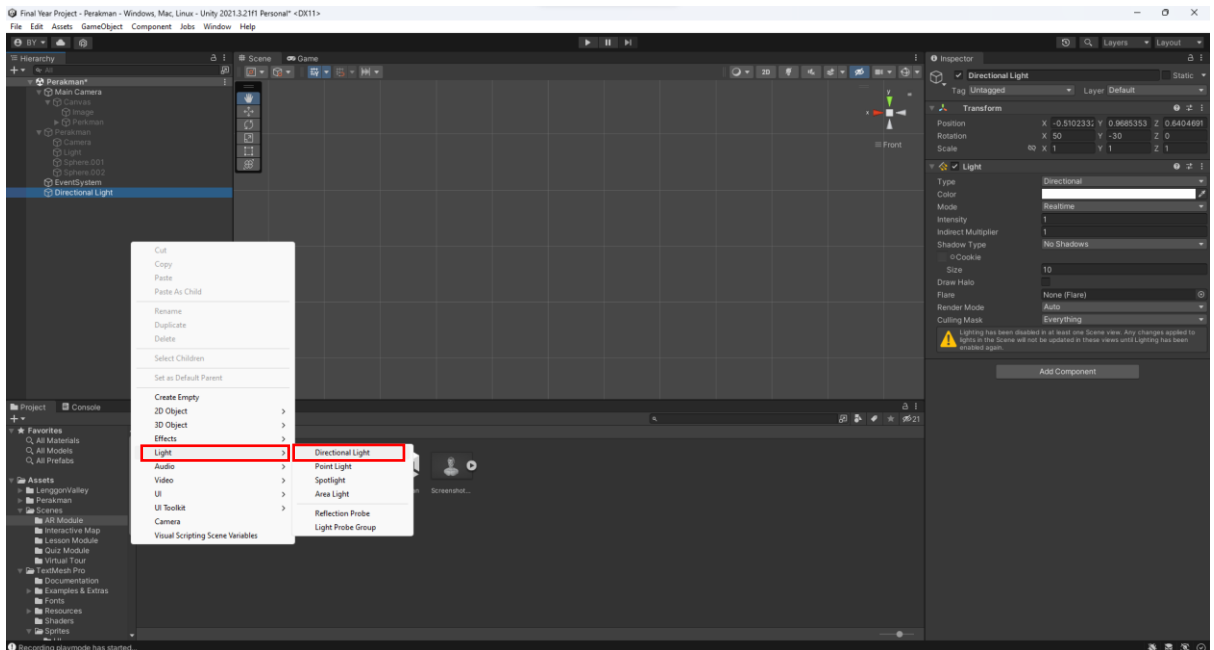 Final Year Project - Perakman - Windows, Mac, Linux - Unity 2021.3.21f1 Personal* <DX11>
File Edit Assets GameObject Component Jobs Window Help
BY
Layers Layout
Hierarchy
Scene Game
Inspector
All
2D
Perakman*
Main Camera
Canvas
Image
Perkman
Perakman
Camera
Light
Sphere.001
Sphere.002
EventSystem
Directional Light
y
x
Front
Directional Light Static
Tag Untagged Layer Default
Transform
Position X -0.5102332 Y 0.9685353 Z 0.6404691
Rotation X 50 Y -30 Z 0
Scale X 1 Y 1 Z 1
Light
Type Directional
Color
Mode Realtime
Intensity 1
Indirect Multiplier 1
Shadow Type No Shadows
Cookie
Size 10
Draw Halo
Flare None (Flare)
Render Mode Auto
Culling Mask Everything
Lighting has been disabled in at least one Scene view. Any changes applied to
lights in the Scene will not be updated in these views until Lighting has been
enabled again.
Add Component
Cut
Copy
Paste
Paste As Child
Rename
Duplicate
Delete
Select Children
Set as Default Parent
Create Empty
2D Object
3D Object
Effects
Light
Audio
Video
UI
UI Toolkit
Camera
Visual Scripting Scene Variables
Directional Light
Point Light
Spotlight
Area Light
Reflection Probe
Light Probe Group
Project Console
21
Favorites
All Materials
All Models
All Prefabs
Assets
LenggonValley
Perakman
Scenes
AR Module
Interactive Map
Lesson Module
Quiz Module
Virtual Tour
TextMesh Pro
Documentation
Examples & Extras
Fonts
Resources
Shaders
Sprites
Screenshot...
Recording playmode has started...